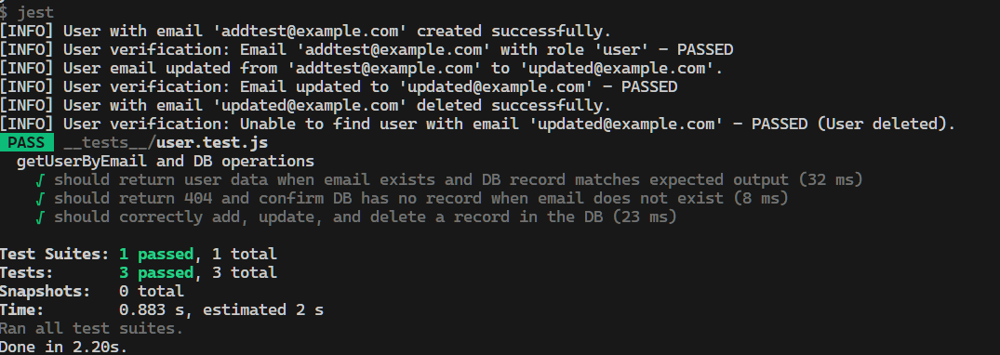 $ jest
[INFO] User with email 'addtest@example.com' created successfully.
[INFO] User verification: Email 'addtest@example.com' with role 'user' - PASSED
[INFO] User email updated from 'addtest@example.com' to 'updated@example.com'.
[INFO] User verification: Email updated to 'updated@example.com' - PASSED
[INFO] User with email 'updated@example.com' deleted successfully.
[INFO] User verification: Unable to find user with email 'updated@example.com' - PASSED (User deleted).
PASS __tests__/user.test.js
getUserByEmail and DB operations
√ should return user data when email exists and DB record matches expected output (32 ms)
√ should return 404 and confirm DB has no record when email does not exist (8 ms)
√ should correctly add, update, and delete a record in the DB (23 ms)
Test Suites: 1 passed, 1 total
Tests: 3 passed, 3 total
Snapshots: 0 total
Time: 0.883 s, estimated 2 s
Ran all test suites.
Done in 2.20s.